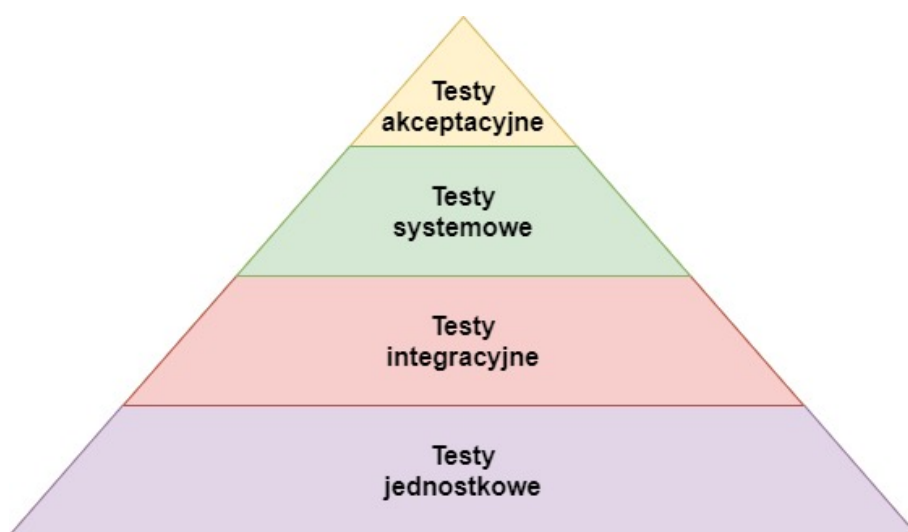 Testy
akceptacyjne
Testy
systemowe
Testy
integracyjne
Testy
jednostkowe